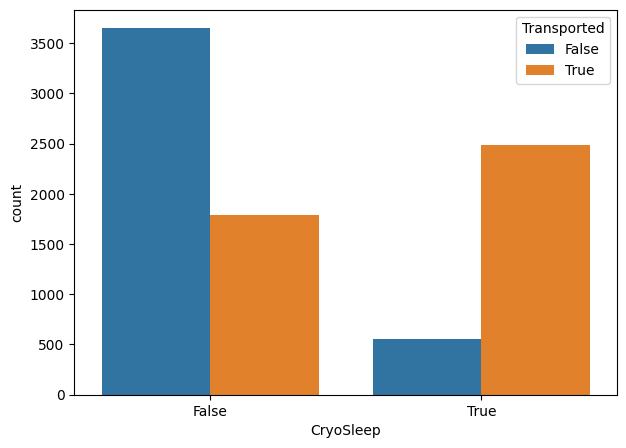 Transported
False
True
3500
3000
2500
2000
1500
1000
500
0
count
False True
CryoSleep